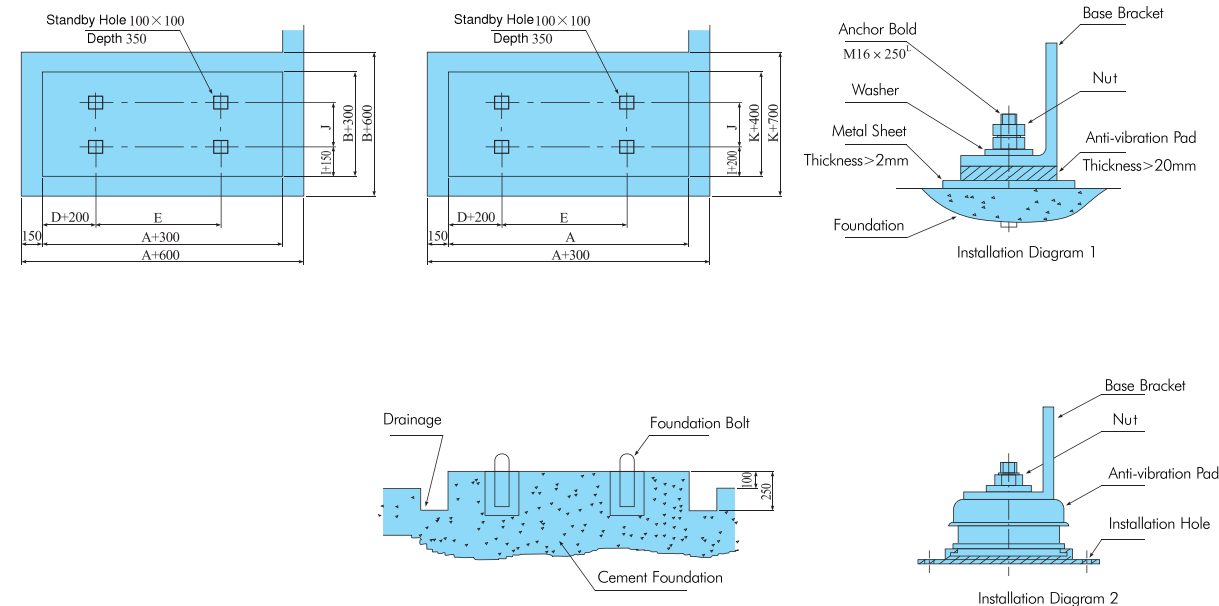 Standby Hole 100×100
Depth 350
J
I+150
B+300
B+600
D+200
E
150
A+300
A+600
Standby Hole 100×100
Depth 350
J
I+200
K+400
K+700
D+200
E
150
A
A+300
Base Bracket
Anchor Bold
M16×250L
Nut
Washer
Metal Sheet
Thickness>2mm
Anti-vibration Pad
Thickness>20mm
Foundation
Installation Diagram 1
Drainage
Foundation Bolt
100
250
Cement Foundation
Base Bracket
Nut
Anti-vibration Pad
Installation Hole
Installation Diagram 2